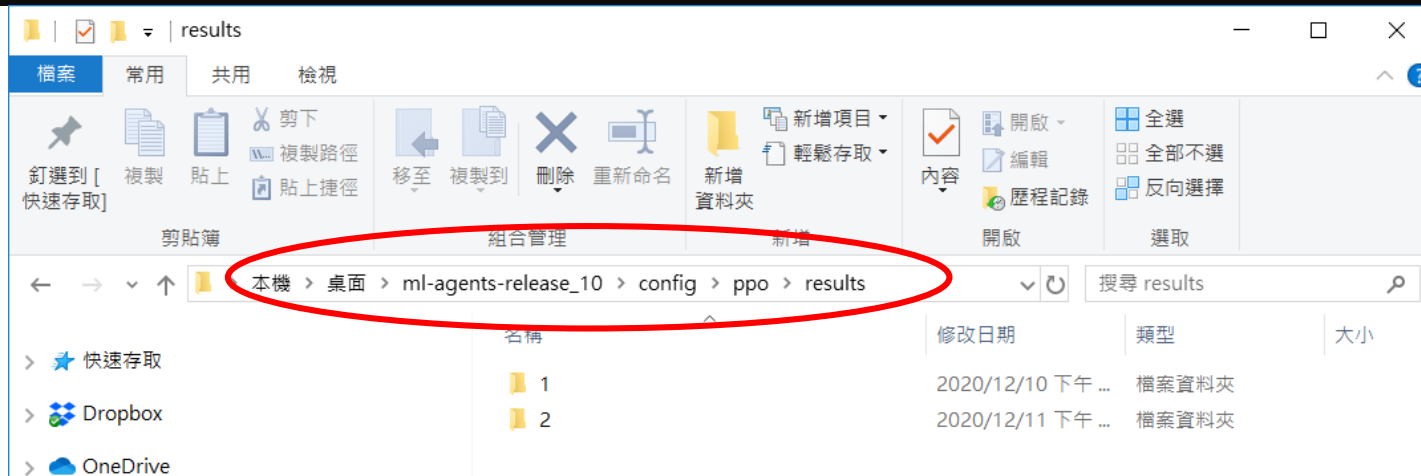 results
檔案 常用 共用 檢視
釘選到 [
快速存取]
複製
貼上
剪下
複製路徑
貼上捷徑
剪貼簿
移至
複製到
刪除
重新命名
組合管理
新增
資料夾
新增項目
輕鬆存取
新增
內容
開啟
編輯
歷程記錄
開啟
全選
全部不選
反向選擇
選取
本機 > 桌面 > ml-agents-release_10 > config > ppo > results
搜尋 results
名稱 修改日期 類型 大小
快速存取
Dropbox
OneDrive
1 2020/12/10 下午 ... 檔案資料夾
2 2020/12/11 下午 ... 檔案資料夾